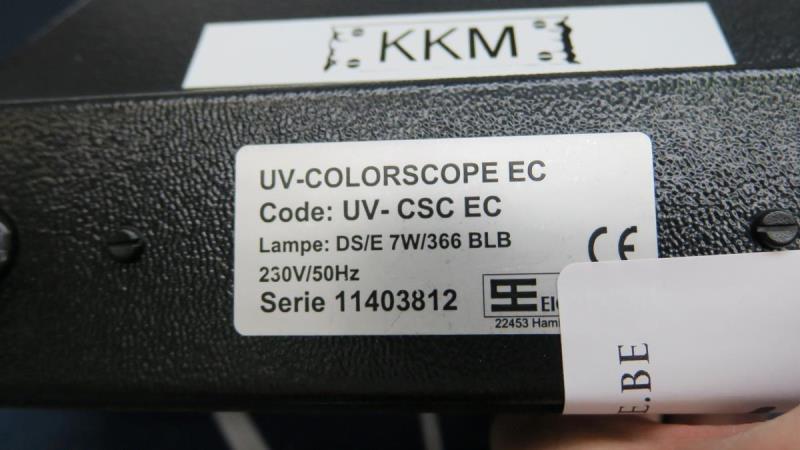 KKM
UV-COLORSCOPE EC
Code: UV- CSC EC
Lampe: DS/E 7W/366 BLB
CE
230V/50Hz
Serie 11403812
22453
E.BE